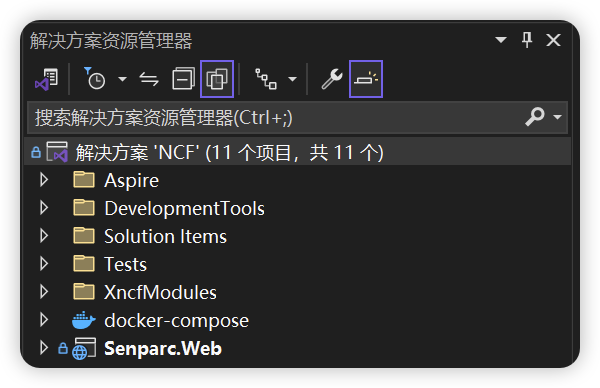 解决方案资源管理器
搜索解决方案资源管理器(Ctrl+;)
解决方案 'NCF' (11 个项目，共 11 个)
Aspire
DevelopmentTools
Solution Items
Tests
XncfModules
docker-compose
Senparc.Web